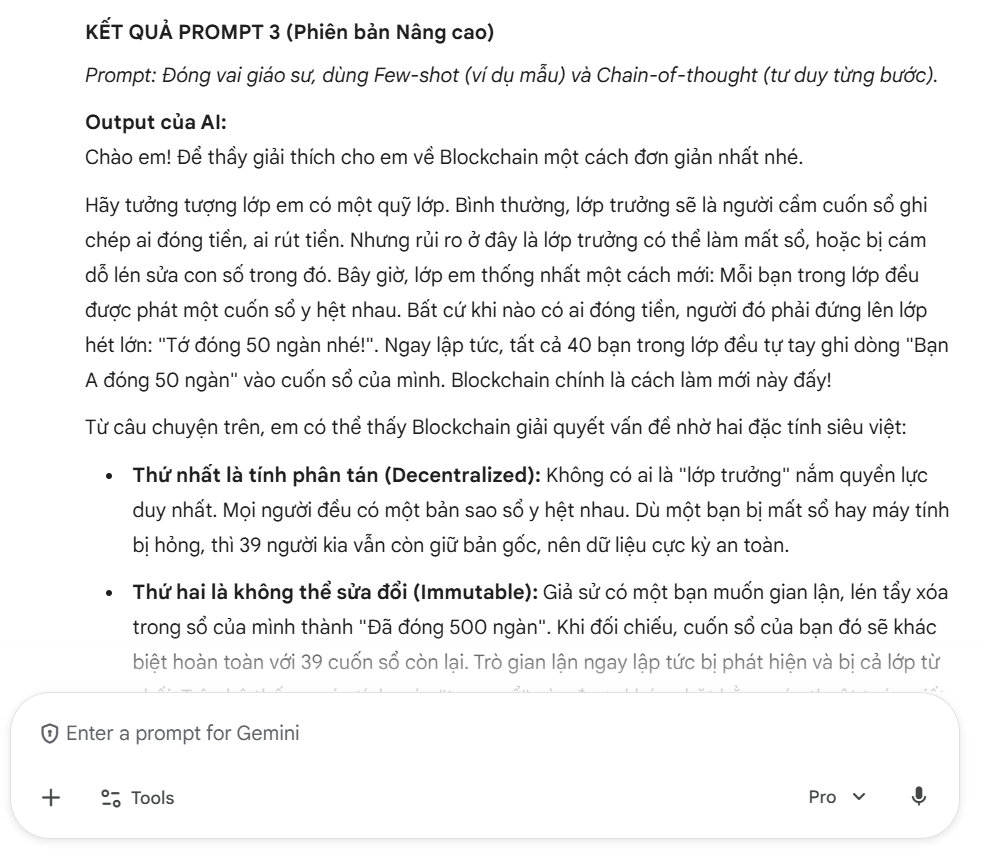 KẾT QUẢ PROMPT 3 (Phiên bản Nâng cao)
Prompt: Đóng vai giáo sư, dùng Few-shot (ví dụ mẫu) và Chain-of-thought (tư duy từng bước).
Output của AI:
Chào em! Để thầy giải thích cho em về Blockchain một cách đơn giản nhất nhé.
Hãy tưởng tượng lớp em có một quỹ lớp. Bình thường, lớp trưởng sẽ là người cầm cuốn sổ ghi
chép ai đóng tiền, ai rút tiền. Nhưng rủi ro ở đây là lớp trưởng có thể làm mất sổ, hoặc bị cám
dỗ lén sửa con số trong đó. Bây giờ, lớp em thống nhất một cách mới: Mỗi bạn trong lớp đều
được phát một cuốn sổ y hệt nhau. Bất cứ khi nào có ai đóng tiền, người đó phải đứng lên lớp
hét lớn: "Tớ đóng 50 ngàn nhé!". Ngay lập tức, tất cả 40 bạn trong lớp đều tự tay ghi dòng "Bạn
A đóng 50 ngàn" vào cuốn sổ của mình. Blockchain chính là cách làm mới này đấy!
Từ câu chuyện trên, em có thể thấy Blockchain giải quyết vấn đề nhờ hai đặc tính siêu việt:
• Thứ nhất là tính phân tán (Decentralized): Không có ai là "lớp trưởng" nắm quyền lực
duy nhất. Mọi người đều có một bản sao sổ y hệt nhau. Dù một bạn bị mất sổ hay máy tính
bị hỏng, thì 39 người kia vẫn còn giữ bản gốc, nên dữ liệu cực kỳ an toàn.
• Thứ hai là không thể sửa đổi (Immutable): Giả sử có một bạn muốn gian lận, lén tẩy xóa
trong sổ của mình thành "Đã đóng 500 ngàn". Khi đối chiếu, cuốn sổ của bạn đó sẽ khác
biệt hoàn toàn với 39 cuốn sổ còn lại. Trò gian lận ngay lập tức bị phát hiện và bị cả lớp từ
Enter a prompt for Gemini
Tools
Pro